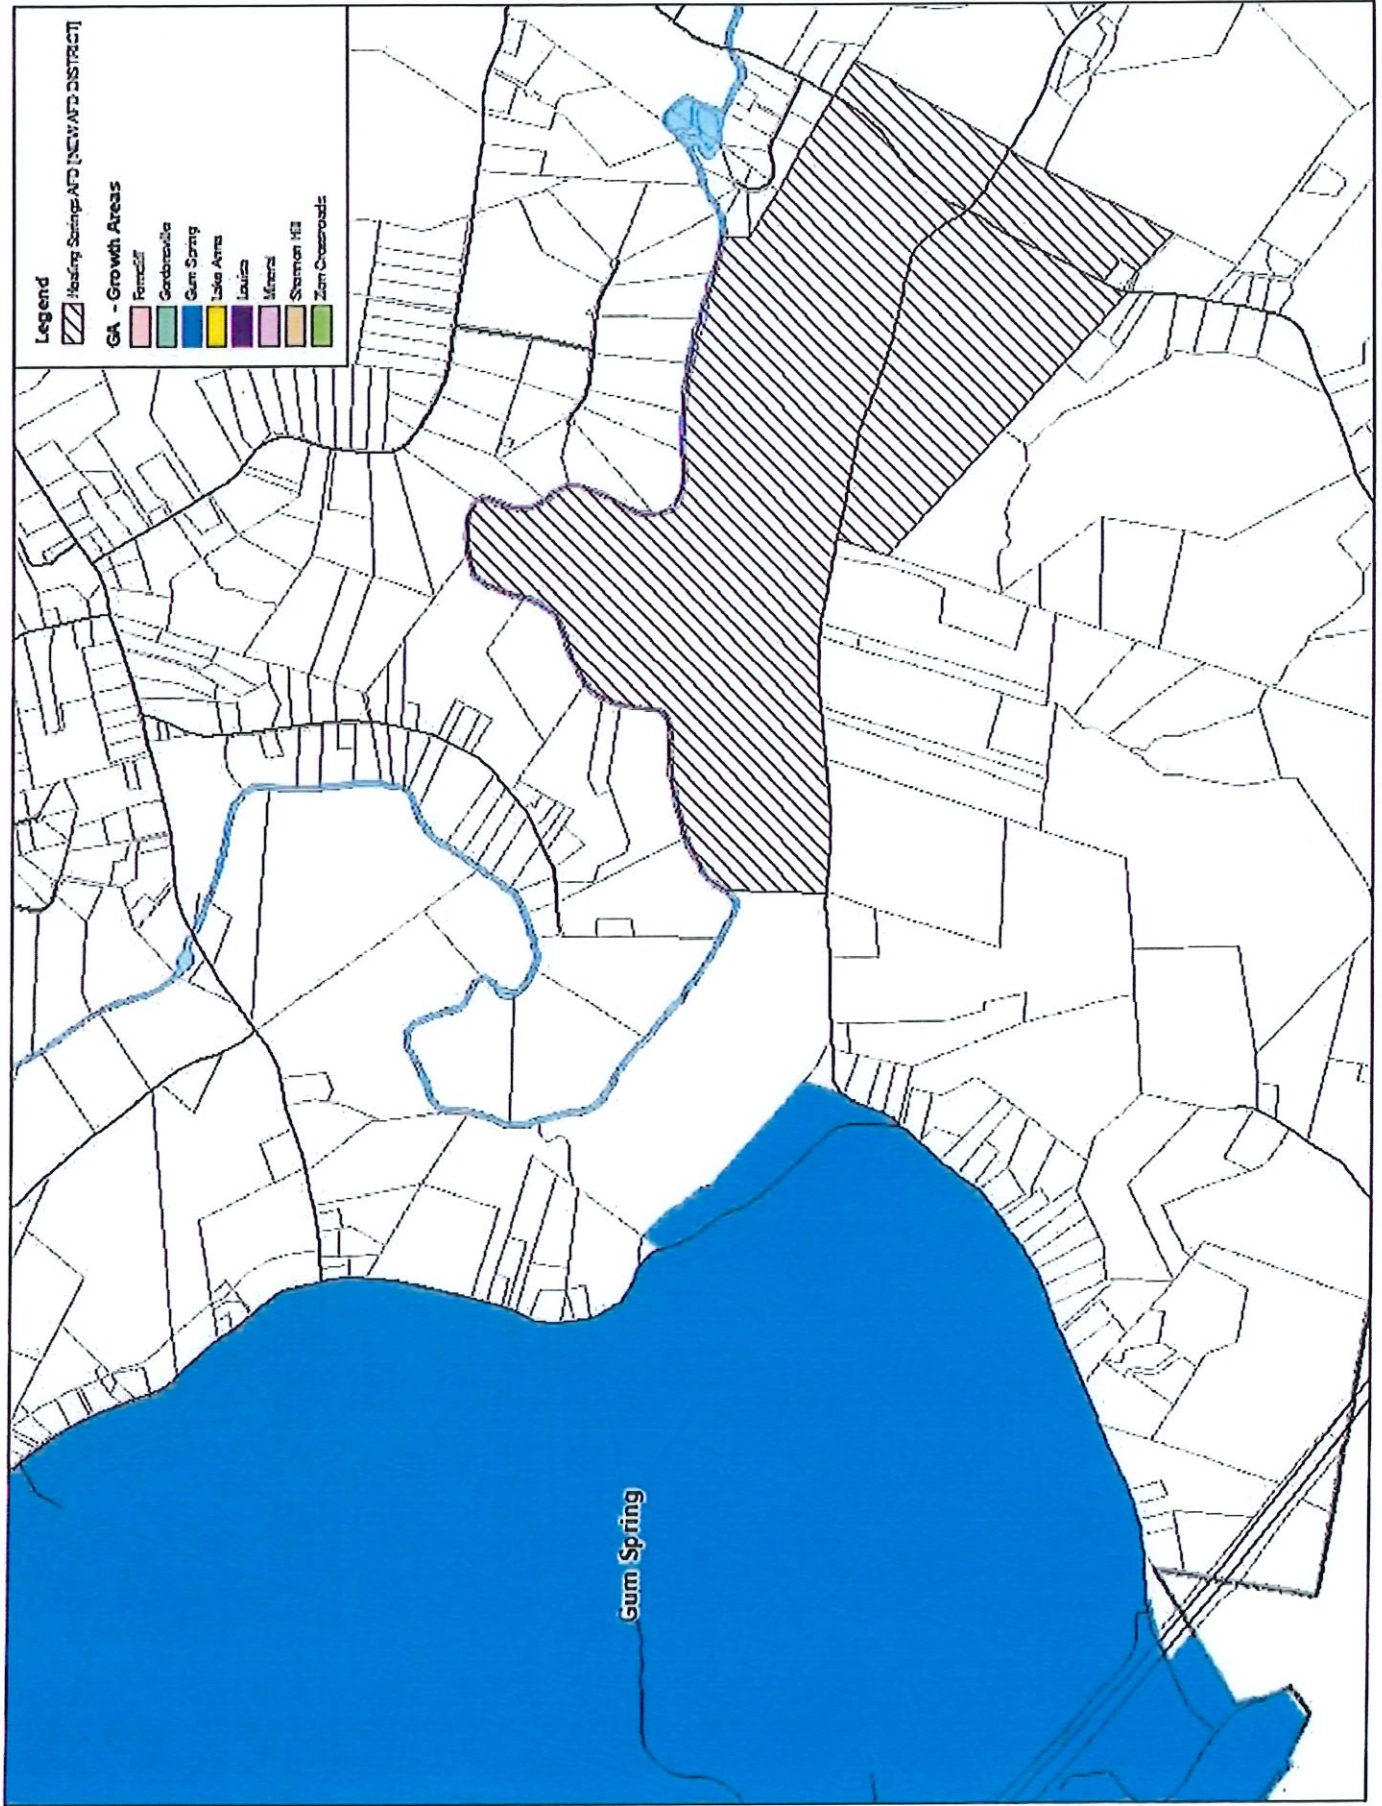 Legend
Healing Springs AFD [NEW AFD DISTRICT]
GA - Growth Areas
Ferncliff
Gordonsville
Gum Spring
Lake Anna
Louisa
Mineral
Shannon Hill
Zion Crossroads
Gum Spring